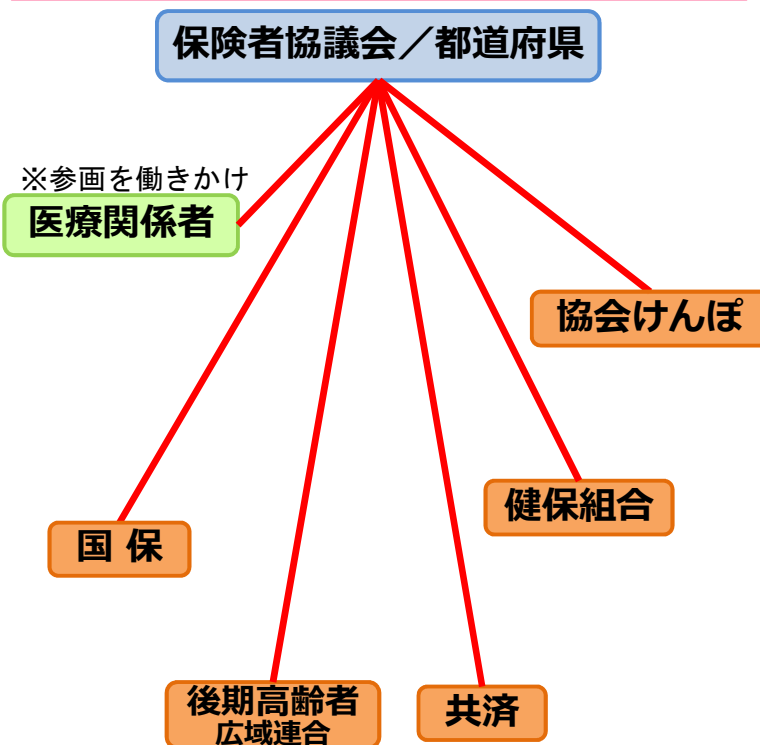 保険者協議会／都道府県
※参画を働きかけ
医療関係者
協会けんぽ
健保組合
国 保
後期高齢者
広域連合
共済